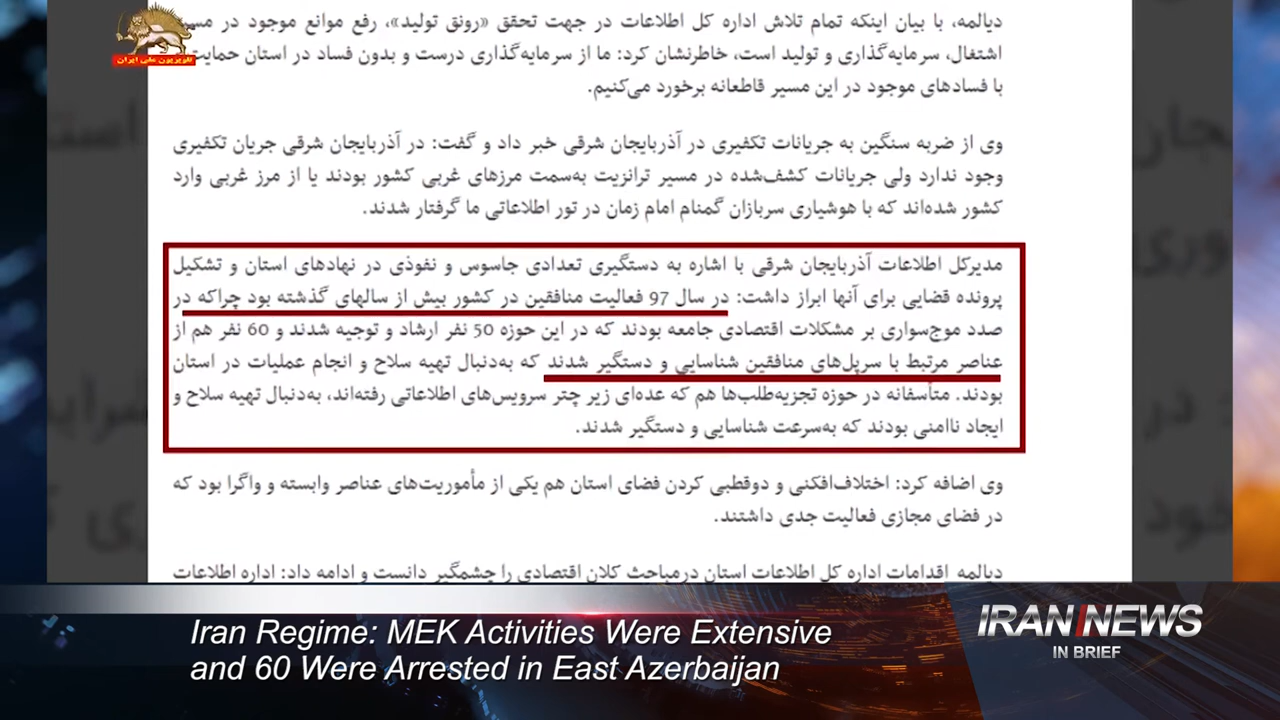 تلویزیون ملی ایران
دیالمه، با بیان اینکه تمام تلاش اداره کل اطلاعات در جهت تحقق «رونق تولید»، رفع موانع موجود در مسیر
اشتغال، سرمایه‌گذاری و تولید است، خاطرنشان کرد: ما از سرمایه‌گذاری درست و بدون فساد در استان حمایت
با فسادهای موجود در این مسیر قاطعانه برخورد می‌کنیم.
وی از ضربه سنگین به جریانات تکفیری در آذربایجان شرقی خبر داد و گفت: در آذربایجان شرقی جریان تکفیری
وجود ندارد ولی جریانات کشف‌شده در مسیر ترانزیت به‌سمت مرزهای غربی کشور بودند یا از مرز غربی وارد
کشور شده‌اند که با هوشیاری سربازان گمنام امام زمان در تور اطلاعاتی ما گرفتار شدند.
مدیرکل اطلاعات آذربایجان شرقی با اشاره به دستگیری تعدادی جاسوس و نفوذی در نهادهای استان و تشکیل
پرونده قضایی برای آنها ابراز داشت: در سال 97 فعالیت منافقین در کشور بیش از سالهای گذشته بود چراکه در
صدد موج‌سواری بر مشکلات اقتصادی جامعه بودند که در این حوزه 50 نفر ارشاد و توجیه شدند و 60 نفر هم از
عناصر مرتبط با سرپل‌های منافقین شناسایی و دستگیر شدند که به‌دنبال تهیه سلاح و انجام عملیات در استان
بودند. متأسفانه در حوزه تجزیه‌طلب‌ها هم که عده‌ای زیر چتر سرویس‌های اطلاعاتی رفته‌اند، به‌دنبال تهیه سلاح و
ایجاد ناامنی بودند که به‌سرعت شناسایی و دستگیر شدند.
وی اضافه کرد: اختلاف‌افکنی و دوقطبی کردن فضای استان هم یکی از مأموریت‌های عناصر وابسته و واگرا بود که
در فضای مجازی فعالیت جدی داشتند.
دیالمه اقدامات اداره کل اطلاعات استان درمباحث کلان اقتصادی را چشمگیر دانست و ادامه داد: اداره اطلاعات
Iran Regime: MEK Activities Were Extensive
and 60 Were Arrested in East Azerbaijan
IRAN NEWS
IN BRIEF